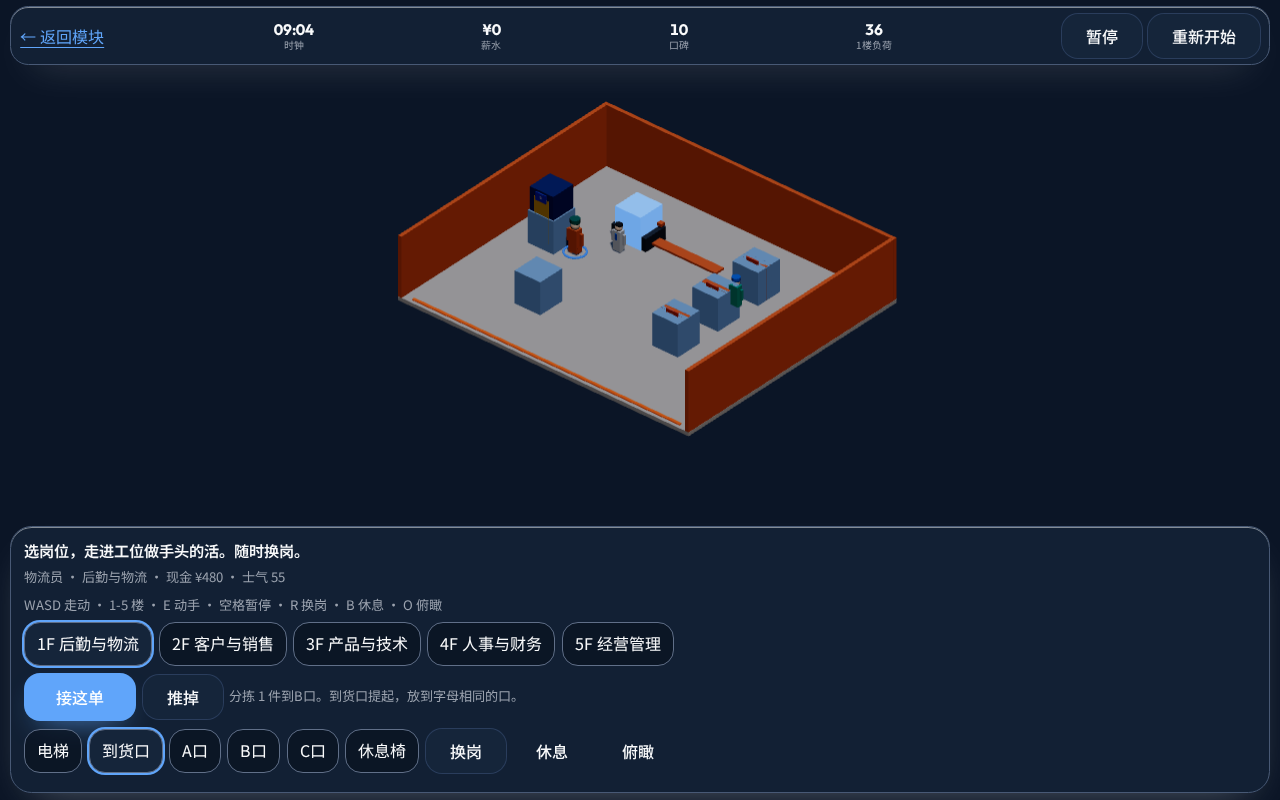 ← 返回模块
09:04
时钟
¥0
薪水
10
口碑
36
1楼负荷
暂停
重新开始
选岗位，走进工位做手头的活。随时换岗。
物流员 · 后勤与物流 · 现金 ¥480 · 士气 55
WASD 走动 · 1-5 楼 · E 动手 · 空格暂停 · R 换岗 · B 休息 · O 俯瞰
1F 后勤与物流
2F 客户与销售
3F 产品与技术
4F 人事与财务
5F 经营管理
接这单
推掉
分拣 1 件到B口。到货口提起，放到字母相同的口。
电梯
到货口
A口
B口
C口
休息椅
换岗
休息
俯瞰